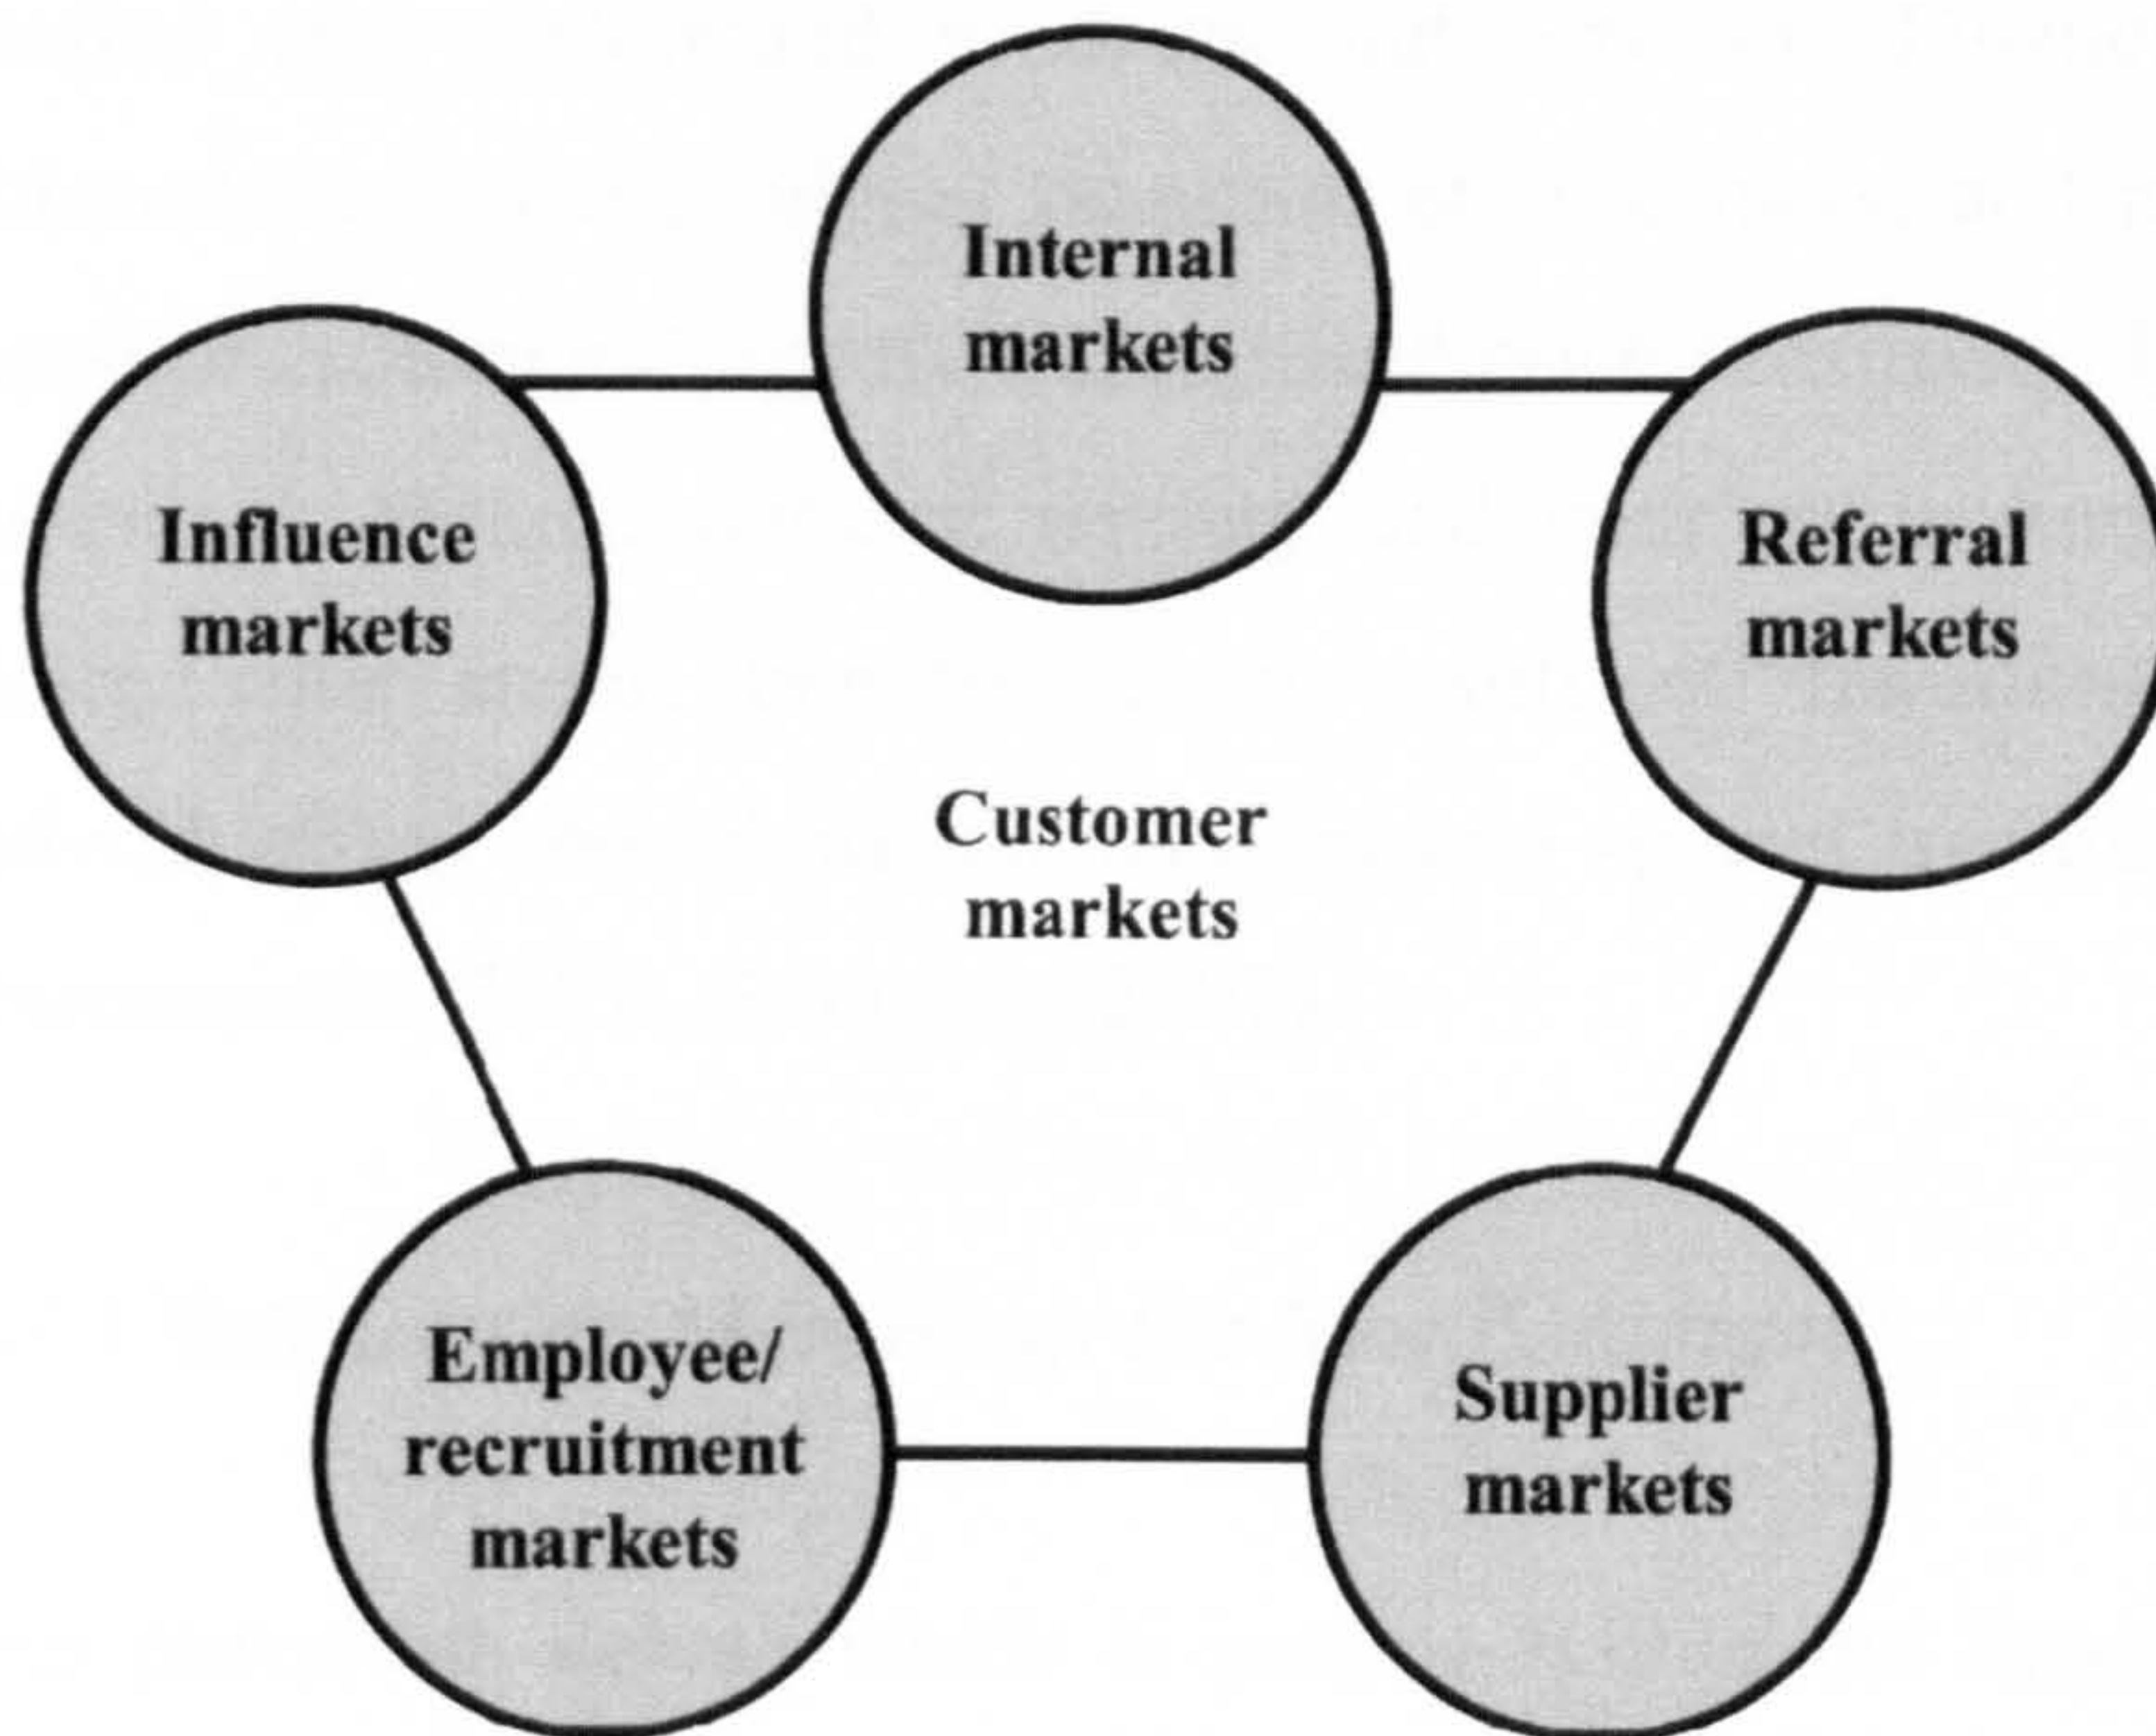 Internal
markets
Influence
markets
Referral
markets
Customer
markets
Employee/
recruitment
markets
Supplier
markets